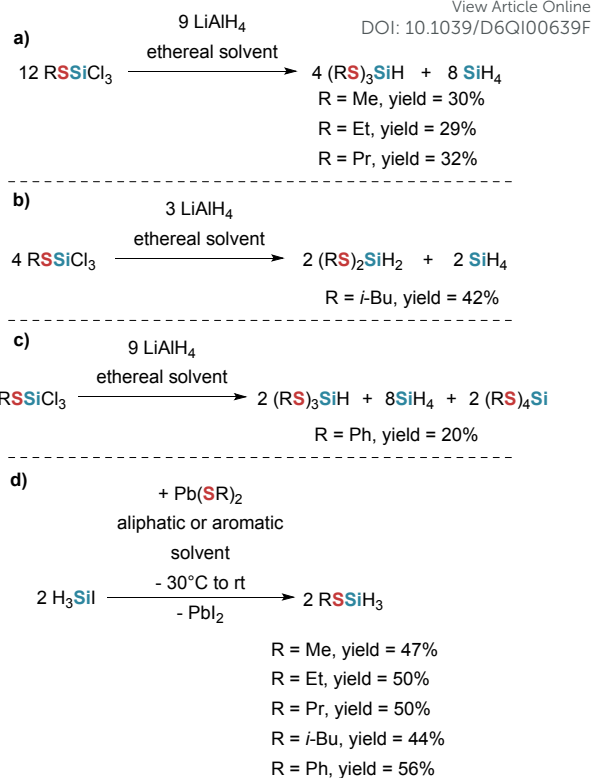 View Article Online
DOI: 10.1039/D6QI00639F
a)
9 LiAlH4
ethereal solvent
12 RSSiCl3
4 (RS)3SiH + 8 SiH4
R = Me, yield = 30%
R = Et, yield = 29%
R = Pr, yield = 32%
b)
3 LiAlH4
ethereal solvent
4 RSSiCl3
2 (RS)2SiH2 + 2 SiH4
R = i-Bu, yield = 42%
c)
9 LiAlH4
ethereal solvent
RSSiCl3
2 (RS)3SiH + 8SiH4 + 2 (RS)4Si
R = Ph, yield = 20%
d)
+ Pb(SR)2
aliphatic or aromatic
solvent
- 30°C to rt
2 H3SiI
2 RSSiH3
- PbI2
R = Me, yield = 47%
R = Et, yield = 50%
R = Pr, yield = 50%
R = i-Bu, yield = 44%
R = Ph, yield = 56%